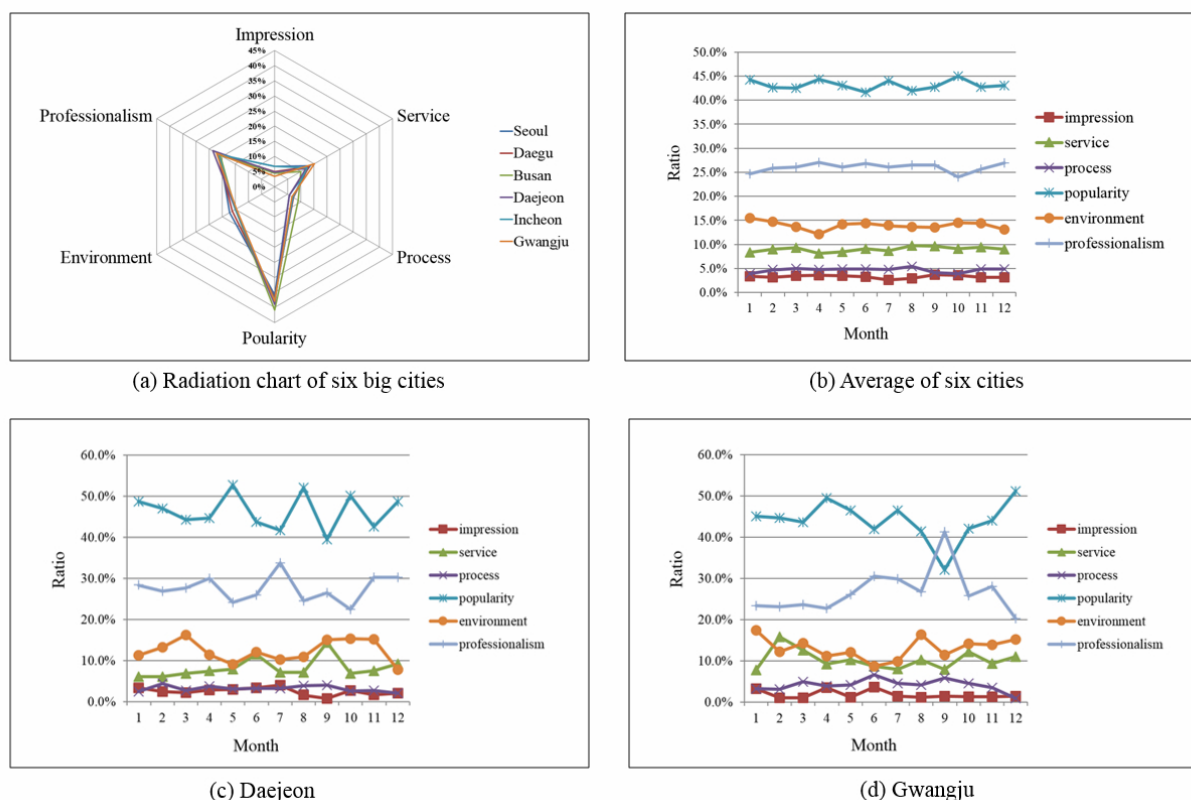 Impression
45%
40%
35%
30%
25%
20%
15%
10%
5%
0%
Professionalism
Service
Environment
Process
Poularity
Seoul
Daegu
Busan
Daejeon
Incheon
Gwangju
(a) Radiation chart of six big cities
50.0%
45.0%
40.0%
35.0%
30.0%
25.0%
20.0%
15.0%
10.0%
5.0%
0.0%
Ratio
1 2 3 4 5 6 7 8 9 10 11 12
Month
impression
service
process
popularity
environment
professionalism
(b) Average of six cities
60.0%
50.0%
40.0%
30.0%
20.0%
10.0%
0.0%
Ratio
1 2 3 4 5 6 7 8 9 10 11 12
Month
impression
service
process
popularity
environment
professionalism
(c) Daejeon
60.0%
50.0%
40.0%
30.0%
20.0%
10.0%
0.0%
Ratio
1 2 3 4 5 6 7 8 9 10 11 12
Month
impression
service
process
popularity
environment
professionalism
(d) Gwangju